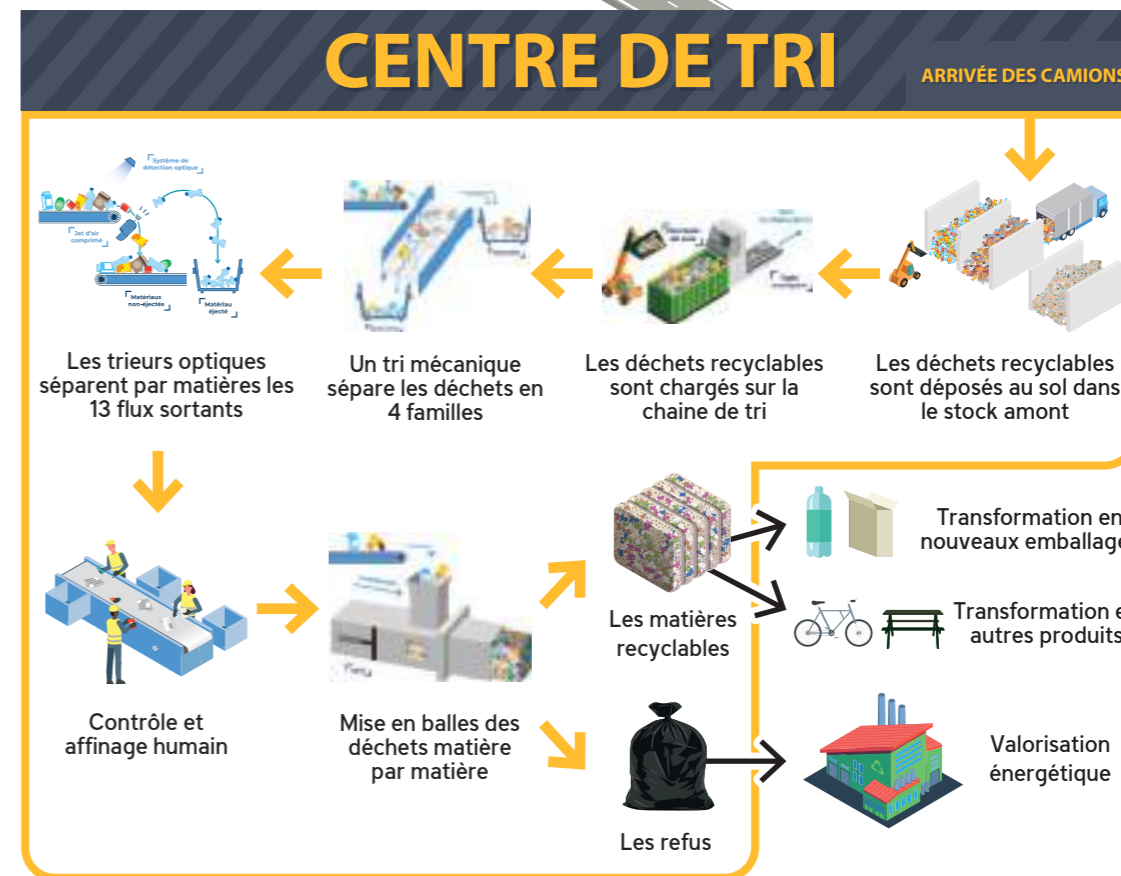 CENTRE DE TRI
ARRIVÉE DES CAMIONS
Système de
détection optique
Jet d'air
comprimé
Matériaux
non-éjectés
Matériau
éjecté
Les trieurs optiques
séparent par matières les
13 flux sortants
Un tri mécanique
sépare les déchets en
4 familles
Les déchets recyclables
sont chargés sur la
chaine de tri
Les déchets recyclables
sont déposés au sol dans
le stock amont
Contrôle et
affinage humain
Mise en balles des
déchets matière
par matière
Les matières
recyclables
Transformation en
nouveaux emballage
Transformation e
autres produits
Les refus
Valorisation
énergétique